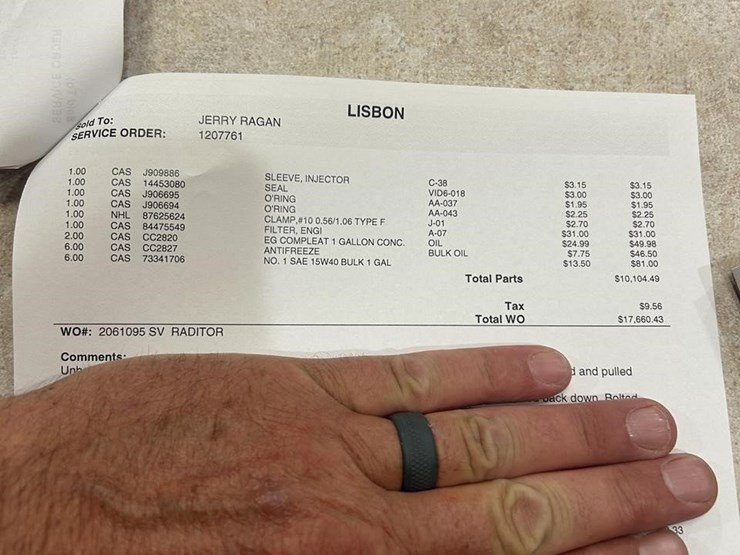 LISBON
Sold To: JERRY RAGAN
SERVICE ORDER: 1207761
1.00 CAS J909886 SLEEVE, INJECTOR C-38 $3.15 $3.15
1.00 CAS 14453080 SEAL VID6-018 $3.00 $3.00
1.00 CAS J906695 O'RING AA-037 $1.95 $1.95
1.00 CAS J906694 O'RING AA-043 $2.25 $2.25
1.00 NHL 87625624 CLAMP,#10 0.56/1.06 TYPE F J-01 $2.70 $2.70
1.00 CAS 84475549 FILTER, ENGI A-07 $31.00 $31.00
2.00 CAS CC2820 EG COMPLEAT 1 GALLON CONC. OIL $24.99 $49.98
6.00 CAS CC2827 ANTIFREEZE BULK OIL $7.75 $46.50
6.00 CAS 73341706 NO. 1 SAE 15W40 BULK 1 GAL $13.50 $81.00
Total Parts $10,104.49
Tax $9.56
Total WO $17,660.43
WO#: 2061095 SV RADITOR
Comments:
and pulled
back down. Bolted
33